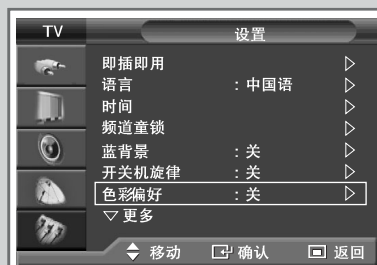 TV 设置
即插即用
语言 : 中国语
时间
频道童锁
蓝背景 : 关
开关机旋律 : 关
色彩偏好 : 关
▽更多
移动 确认 返回